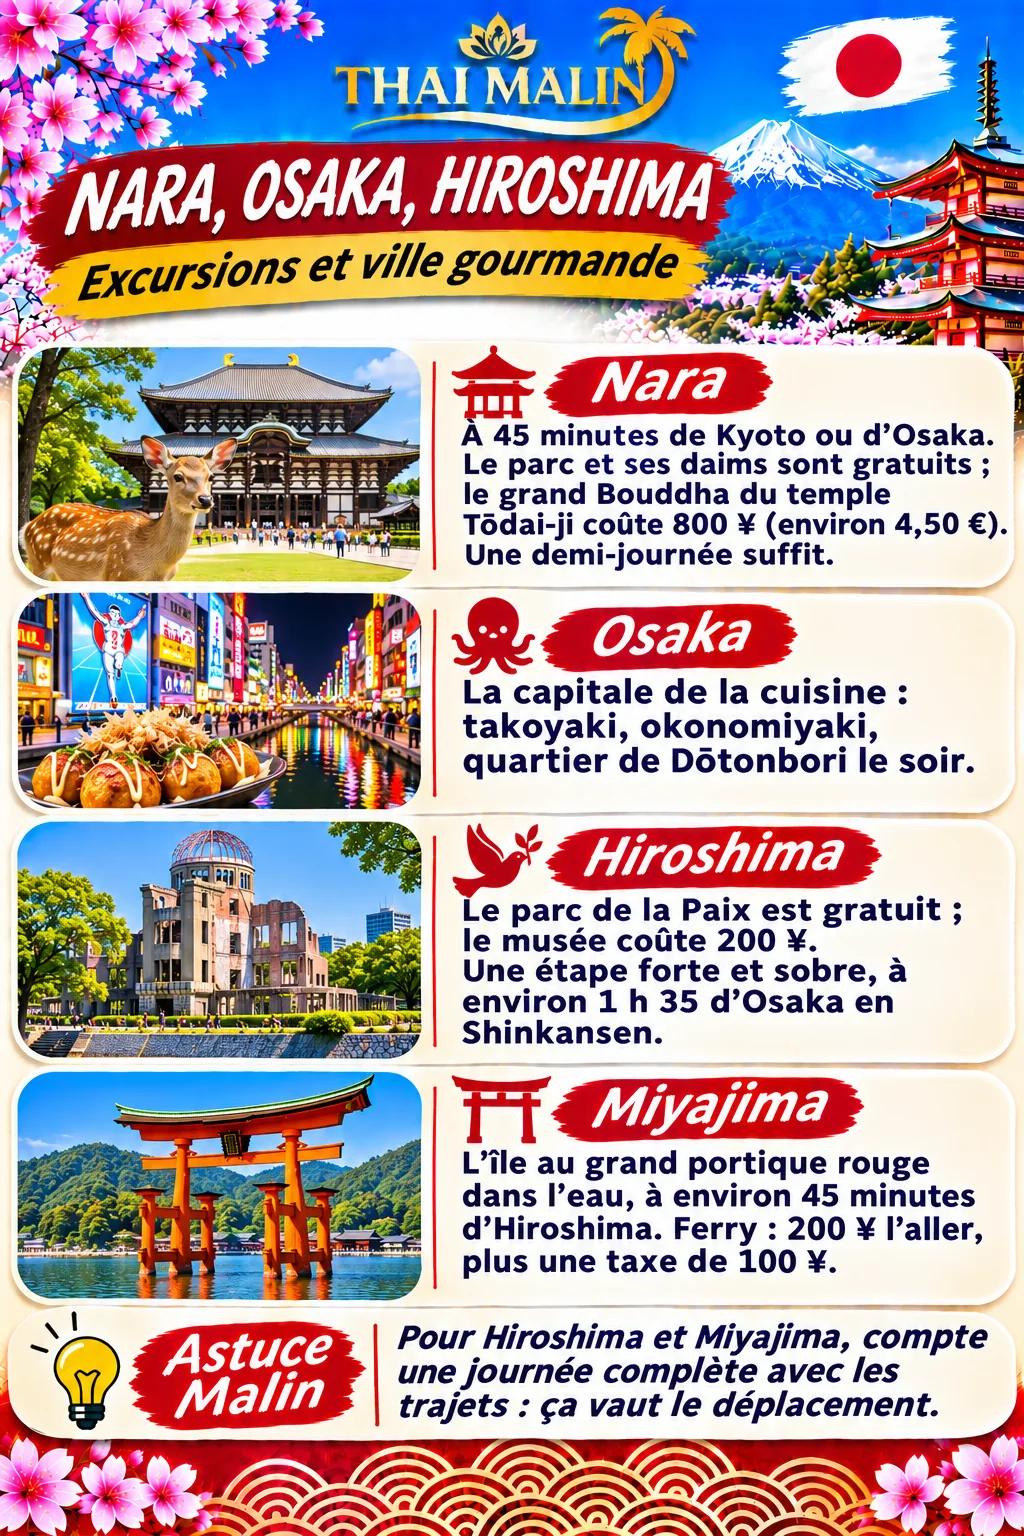 THAI MALIN
NARA, OSAKA, HIROSHIMA
Excursions et ville gourmande
Nara
À 45 minutes de Kyoto ou d'Osaka.
Le parc et ses daims sont gratuits ;
le grand Bouddha du temple
Tōdai-ji coûte 800 ¥ (environ 4,50 €).
Une demi-journée suffit.
Osaka
La capitale de la cuisine :
takoyaki, okonomiyaki,
quartier de Dōtonbori le soir.
Hiroshima
Le parc de la Paix est gratuit ;
le musée coûte 200 ¥.
Une étape forte et sobre, à
environ 1 h 35 d'Osaka en
Shinkansen.
Miyajima
L'île au grand portique rouge
dans l'eau, à environ 45 minutes
d'Hiroshima. Ferry : 200 ¥ l'aller,
plus une taxe de 100 ¥.
Astuce
Malin
Pour Hiroshima et Miyajima, compte
une journée complète avec les
trajets : ça vaut le déplacement.